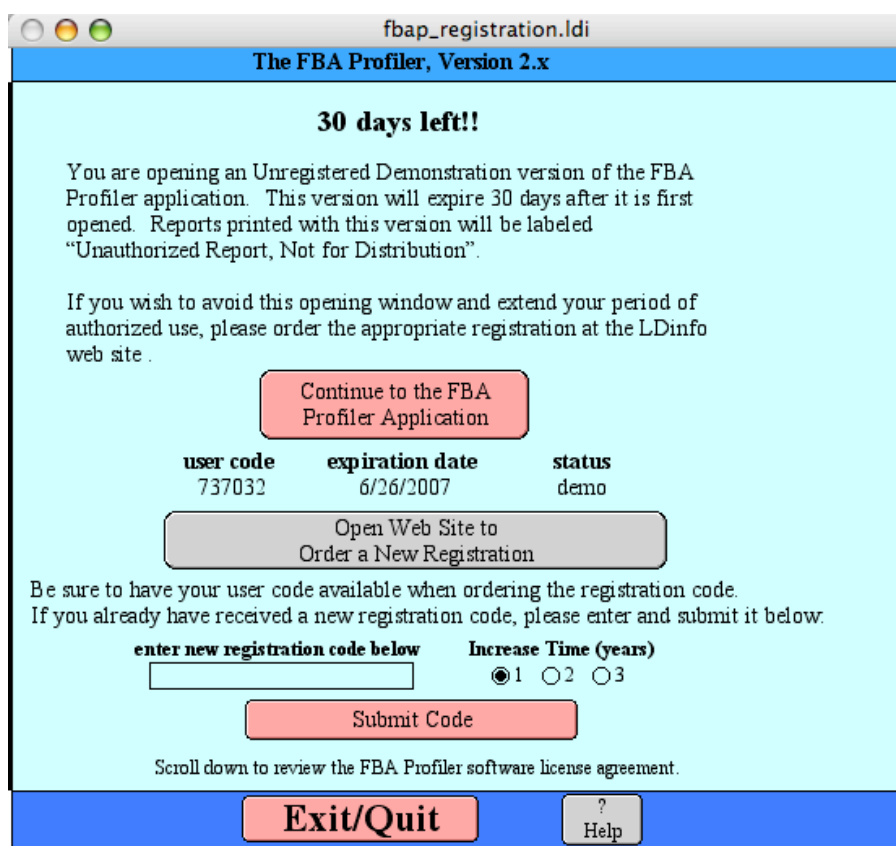 fbap_registration.ldi
The FBA Profiler, Version 2.x
30 days left!!
You are opening an Unregistered Demonstration version of the FBA
Profiler application. This version will expire 30 days after it is first
opened. Reports printed with this version will be labeled
“Unauthorized Report, Not for Distribution”.
If you wish to avoid this opening window and extend your period of
authorized use, please order the appropriate registration at the LDinfo
web site .
Continue to the FBA
Profiler Application
user code expiration date status
737032 6/26/2007 demo
Open Web Site to
Order a New Registration
Be sure to have your user code available when ordering the registration code.
If you already have received a new registration code, please enter and submit it below:
enter new registration code below Increase Time (years)
1 2 3
Submit Code
Scroll down to review the FBA Profiler software license agreement.
Exit/Quit
?
Help